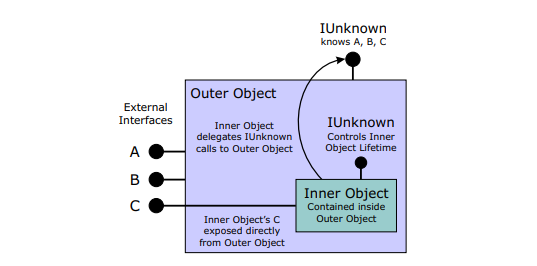 IUnknown
knows A, B, C
Outer Object
External
Interfaces
Inner Object
delegates IUnknown
calls to Outer Object
IUnknown
Controls Inner
Object Lifetime
A
B
C
Inner Object
Contained inside
Outer Object
Inner Object's C
exposed directly
from Outer Object